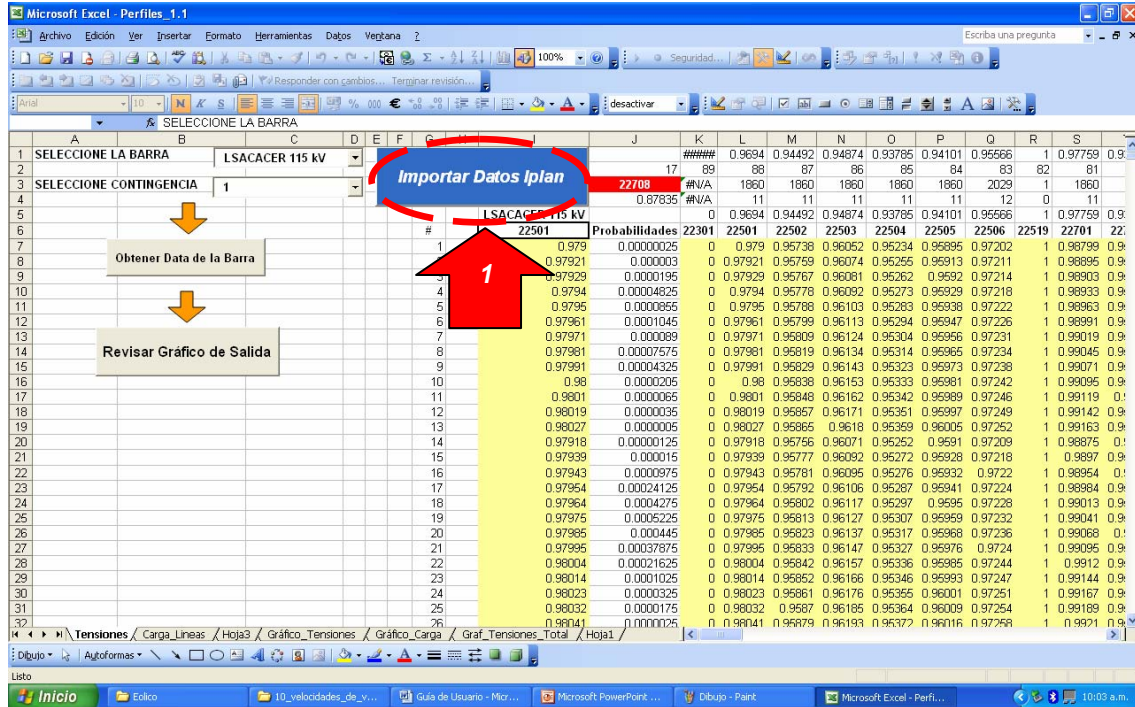 Microsoft Excel - Perfiles_1.1
Archivo Edición Ver Insertar Formato Herramientas Datos Ventana ?
Escriba una pregunta
100% Seguridad...
Responder con cambios... Terminar revisión...
Arial 10 N K S % 000 € desactivar
fx SELECCIONE LA BARRA
A B C D E F G I J K L M N O P Q R S
1 SELECCIONE LA BARRA LSACACER 115 kV ##### 0.9694 0.94492 0.94874 0.93785 0.94101 0.95566 1 0.97759
2 17 89 88 87 86 85 84 83 82 81
3 SELECCIONE CONTINGENCIA 1 22708 #N/A 1860 1860 1860 1860 1860 2029 1 1860
4 0.87835 #N/A 11 11 11 11 11 12 0 11
5 LSACACER 115 kV 0 0.9694 0.94492 0.94874 0.93785 0.94101 0.95566 1 0.97759
6 # 22501 Probabilidades 22301 22501 22502 22503 22504 22505 22506 22519 22701
7 1 0.979 0.00000025 0 0.979 0.95738 0.96052 0.95234 0.95895 0.97202 1 0.98799
8 0.97921 0.000003 0 0.97921 0.95759 0.96074 0.95255 0.95913 0.97211 1 0.98895
9 3 0.97929 0.0000195 0 0.97929 0.95767 0.96081 0.95262 0.9592 0.97214 1 0.98903
10 4 0.9794 0.00004825 0 0.9794 0.95778 0.96092 0.95273 0.95929 0.97218 1 0.98933
11 5 0.9795 0.0000855 0 0.9795 0.95788 0.96103 0.95283 0.95938 0.97222 1 0.98963
12 6 0.97961 0.0001045 0 0.97961 0.95799 0.96113 0.95294 0.95947 0.97226 1 0.98991
13 7 0.97971 0.000089 0 0.97971 0.95809 0.96124 0.95304 0.95956 0.97231 1 0.99019
14 8 0.97981 0.00007575 0 0.97981 0.95819 0.96134 0.95314 0.95965 0.97234 1 0.99045
15 9 0.97991 0.00004325 0 0.97991 0.95829 0.96143 0.95323 0.95973 0.97238 1 0.99071
16 10 0.98 0.0000205 0 0.98 0.95838 0.96153 0.95333 0.95981 0.97242 1 0.99095
17 11 0.9801 0.0000065 0 0.9801 0.95848 0.96162 0.95342 0.95989 0.97246 1 0.99119
18 12 0.98019 0.0000035 0 0.98019 0.95857 0.96171 0.95351 0.95997 0.97249 1 0.99142
19 13 0.98027 0.0000005 0 0.98027 0.95865 0.9618 0.95359 0.96005 0.97252 1 0.99163
20 14 0.97918 0.00000125 0 0.97918 0.95756 0.96071 0.95252 0.9591 0.97209 1 0.98875
21 15 0.97939 0.000015 0 0.97939 0.95777 0.96092 0.95272 0.95928 0.97218 1 0.9897
22 16 0.97943 0.0000975 0 0.97943 0.95781 0.96095 0.95276 0.95932 0.9722 1 0.98954
23 17 0.97954 0.00024125 0 0.97954 0.95792 0.96106 0.95287 0.95941 0.97224 1 0.98984
24 18 0.97964 0.0004275 0 0.97964 0.95802 0.96117 0.95297 0.9595 0.97228 1 0.99013
25 19 0.97975 0.0005225 0 0.97975 0.95813 0.96127 0.95307 0.95959 0.97232 1 0.99041
26 20 0.97985 0.000445 0 0.97985 0.95823 0.96137 0.95317 0.95968 0.97236 1 0.99068
27 21 0.97995 0.00037875 0 0.97995 0.95833 0.96147 0.95327 0.95976 0.9724 1 0.99095
28 22 0.98004 0.00021625 0 0.98004 0.95842 0.96157 0.95336 0.95985 0.97244 1 0.9912
29 23 0.98014 0.0001025 0 0.98014 0.95852 0.96166 0.95346 0.95993 0.97247 1 0.99144
30 24 0.98023 0.0000325 0 0.98023 0.95861 0.96176 0.95355 0.96001 0.97251 1 0.99167
31 25 0.98032 0.0000175 0 0.98032 0.9587 0.96185 0.95364 0.96009 0.97254 1 0.99189
32 26 0.98041 0.0000025 0 0.98041 0.95879 0.96193 0.95372 0.96016 0.97258 1 0.9921
Importar Datos Iplan
1
Obtener Data de la Barra
Revisar Gráfico de Salida
Tensiones Carga_Lineas Hoja3 Gráfico_Tensiones Gráfico_Carga Graf_Tensiones_Total Hoja1
Dibujo Autoformas
Listo
Inicio Eolico 10_velocidades_de_v... Guía de Usuario - Micr... Microsoft PowerPoint ... Dibujo - Paint Microsoft Excel - Perfi... 10:03 a.m.